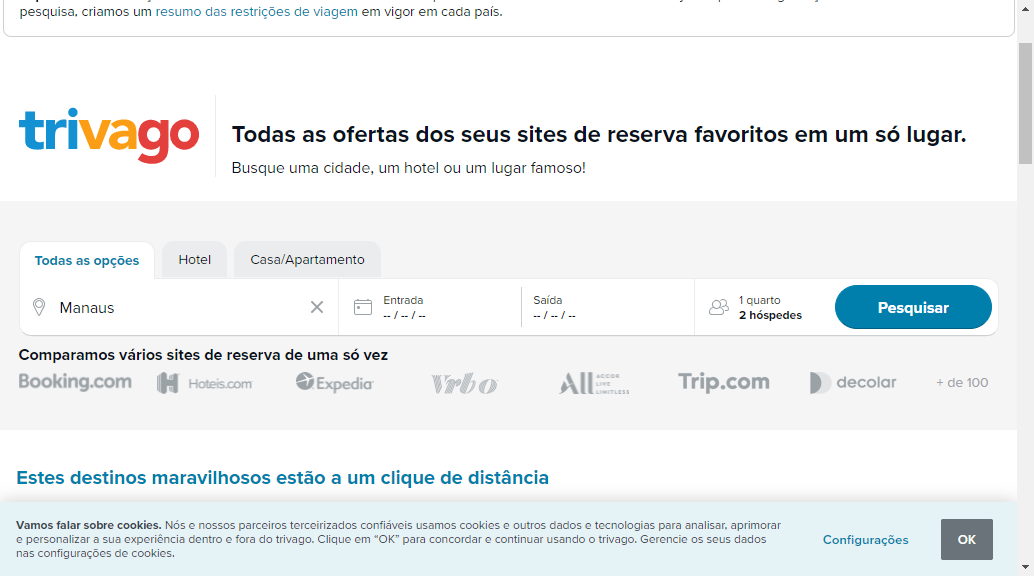 pesquisa, criamos um resumo das restrições de viagem em vigor em cada país.
trivago
Todas as ofertas dos seus sites de reserva favoritos em um só lugar.
Busque uma cidade, um hotel ou um lugar famoso!
Todas as opções
Hotel
Casa/Apartamento
Manaus
Entrada
-- / -- / --
Saída
-- / -- / --
1 quarto
2 hóspedes
Pesquisar
Comparamos vários sites de reserva de uma só vez
Booking.com
Hoteis.com
Expedia
Vrbo
ALL ACCOR LIVE LIMITLESS
Trip.com
decolar
+ de 100
Estes destinos maravilhosos estão a um clique de distância
Vamos falar sobre cookies. Nós e nossos parceiros terceirizados confiáveis usamos cookies e outros dados e tecnologias para analisar, aprimorar
e personalizar a sua experiência dentro e fora do trivago. Clique em “OK” para concordar e continuar usando o trivago. Gerencie os seus dados
nas configurações de cookies.
Configurações
OK